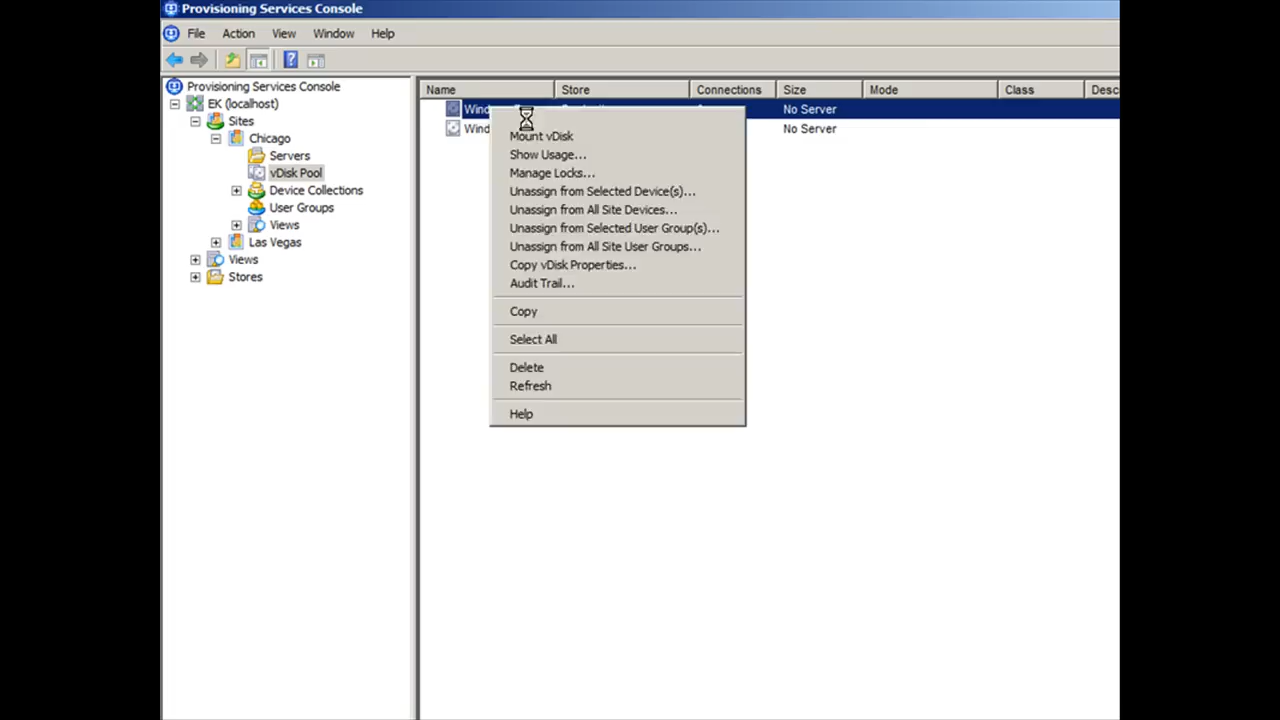 Provisioning Services Console
File Action View Window Help
Provisioning Services Console
EK (localhost)
Sites
Chicago
Servers
vDisk Pool
Device Collections
User Groups
Views
Las Vegas
Views
Stores
Name Store Connections Size Mode Class Desc
Wind No Server
Wind No Server
Mount vDisk
Show Usage...
Manage Locks...
Unassign from Selected Device(s)...
Unassign from All Site Devices...
Unassign from Selected User Group(s)...
Unassign from All Site User Groups...
Copy vDisk Properties...
Audit Trail...
Copy
Select All
Delete
Refresh
Help